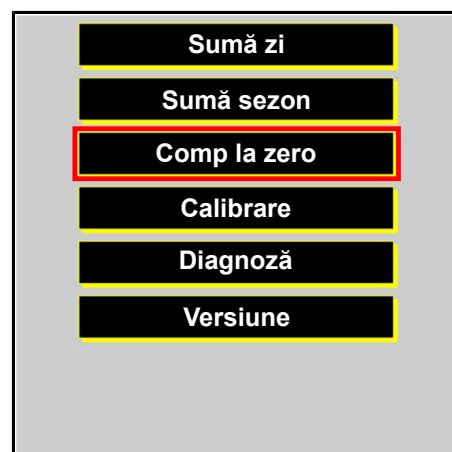 Sumă zi
Sumă sezon
Comp la zero
Calibrare
Diagnoză
Versiune